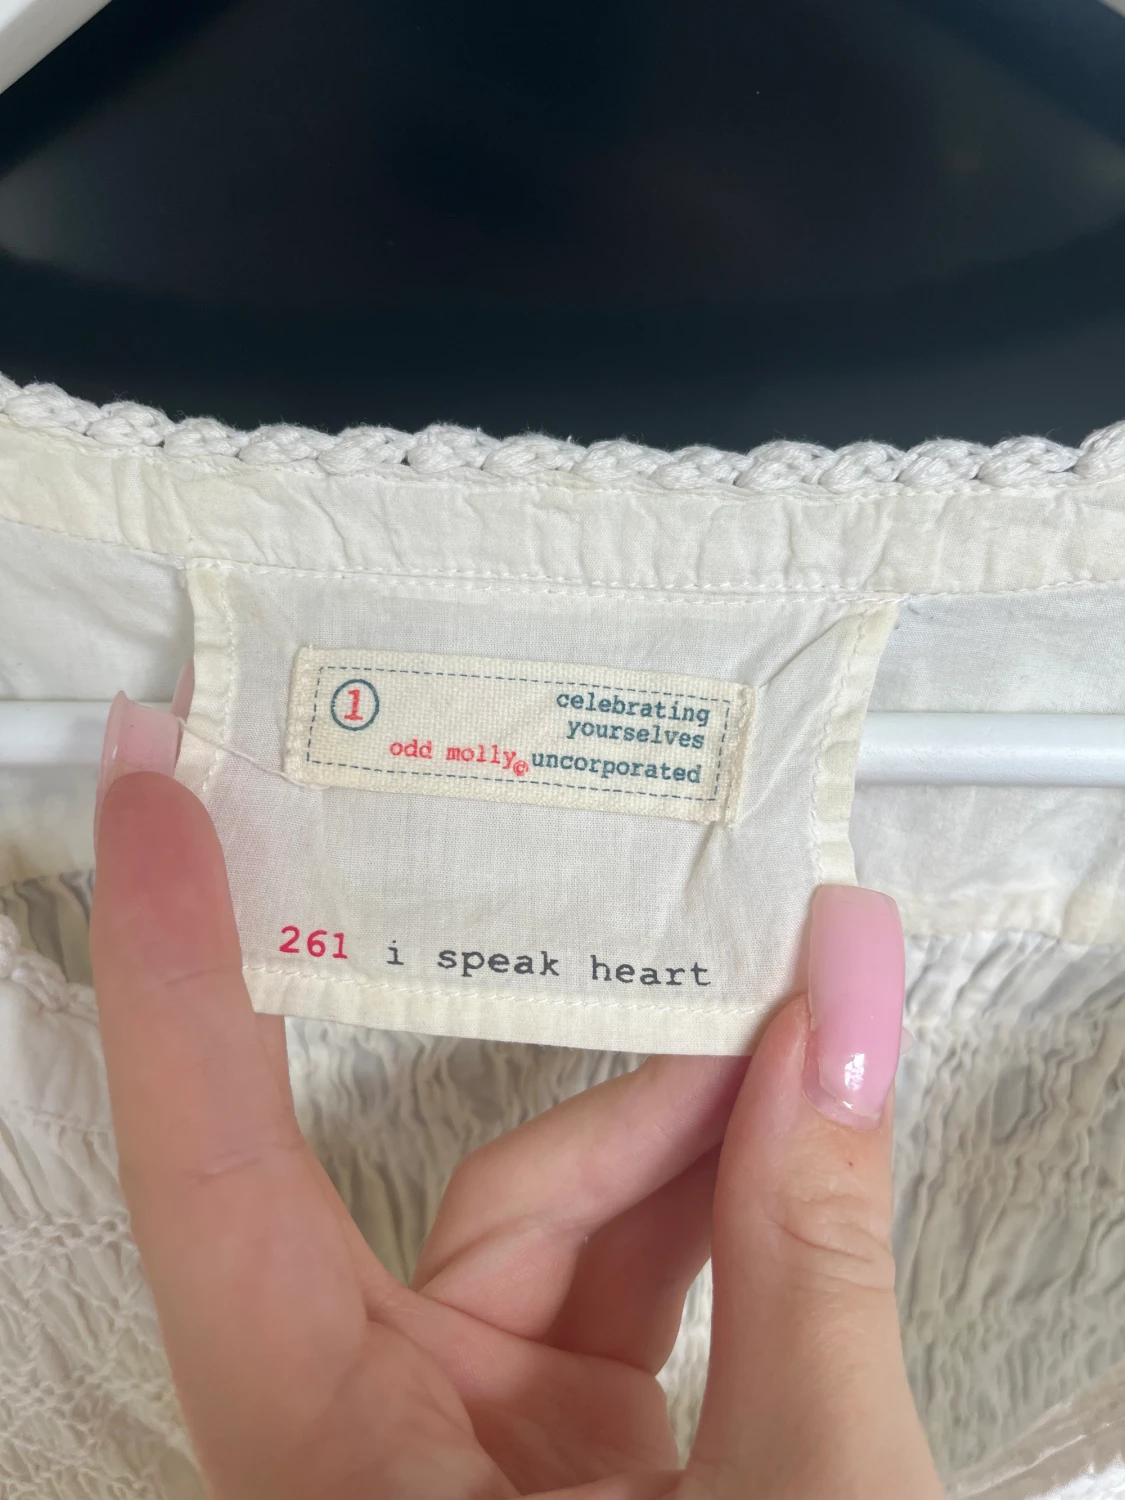 1
celebrating
yourselves
odd molly© uncorporated
261 i speak heart